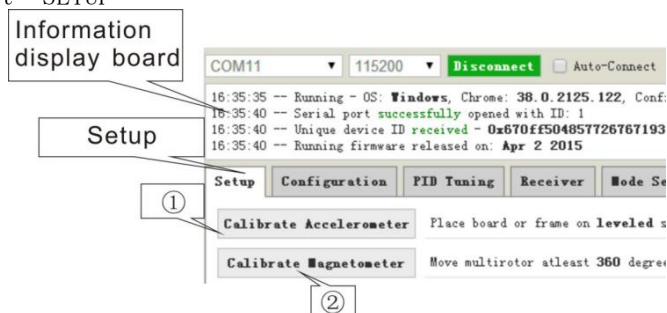 Information
display board
COM11 115200 Disconnect Auto-Connect
16:35:35 -- Running - OS: Windows, Chrome: 38.0.2125.122, Confi
16:35:40 -- Serial port successfully opened with ID: 1
16:35:40 -- Unique device ID received - 0x670ff504857726767193
16:35:40 -- Running firmware released on: Apr 2 2015
Setup
Setup Configuration PID Tuning Receiver Mode Se
①
Calibrate Accelerometer Place board or frame on leveled s
Calibrate Magnetometer Move multirotor atleast 360 degree
②